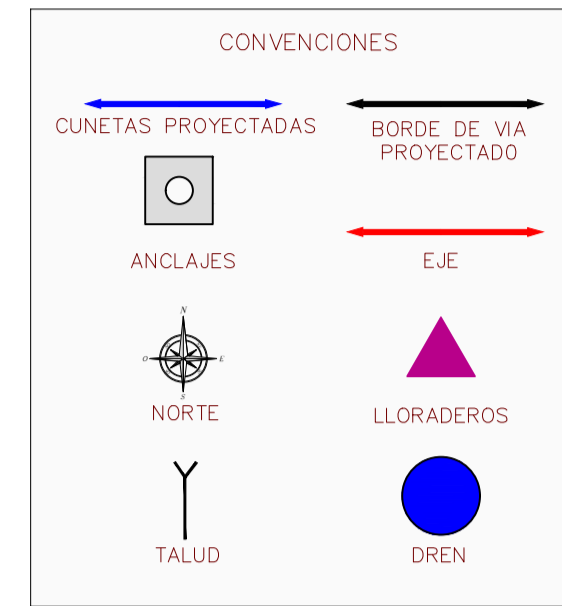 CONVENCIONES
CUNETAS PROYECTADAS
BORDE DE VIA
PROYECTADO
ANCLAJES
EJE
N
O
E
S
NORTE
LLORADEROS
TALUD
DREN